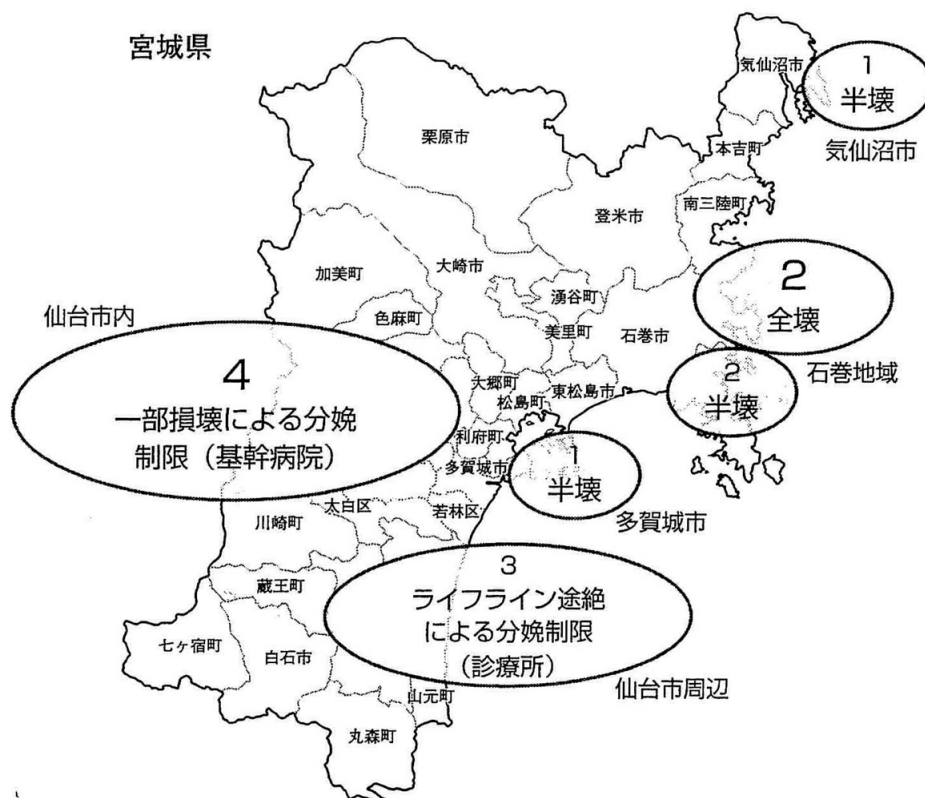 宮城県
気仙沼市
1
半壊
気仙沼市
栗原市
本吉町
登米市
南三陸町
加美町
大崎市
涌谷町
2
全壊
石巻地域
仙台市内
色麻町
美里町
石巻市
4
一部損壊による分娩
制限（基幹病院）
大郷町
松島町
東松島市
2
半壊
利府町
多賀城市
1
半壊
多賀城市
川崎町
太白区
若林区
3
ライフライン途絶
による分娩制限
（診療所）
仙台市周辺
蔵王町
七ヶ宿町
白石市
山元町
丸森町